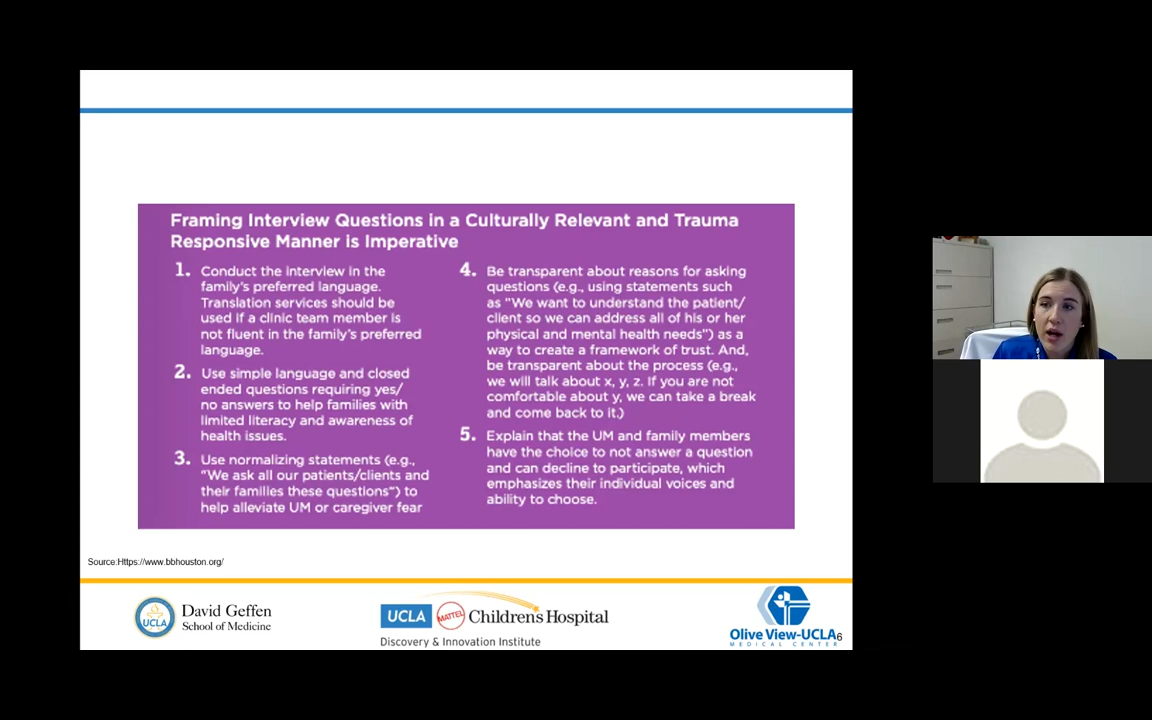 Framing Interview Questions in a Culturally Relevant and Trauma
Responsive Manner is Imperative
1. Conduct the interview in the
family's preferred language.
Translation services should be
used if a clinic team member is
not fluent in the family's preferred
language.
2. Use simple language and closed
ended questions requiring yes/
no answers to help families with
limited literacy and awareness of
health issues.
3. Use normalizing statements (e.g.,
"We ask all our patients/clients and
their families these questions") to
help alleviate UM or caregiver fear
4. Be transparent about reasons for asking
questions (e.g., using statements such
as "We want to understand the patient/
client so we can address all of his or her
physical and mental health needs") as a
way to create a framework of trust. And,
be transparent about the process (e.g.,
we will talk about x, y, z. If you are not
comfortable about y, we can take a break
and come back to it.)
5. Explain that the UM and family members
have the choice to not answer a question
and can decline to participate, which
emphasizes their individual voices and
ability to choose.
Source:Https://www.bbhouston.org/
UCLA
David Geffen
School of Medicine
UCLA MATTEL Children's Hospital
Discovery & Innovation Institute
Olive View-UCLA
MEDICAL CENTER
6